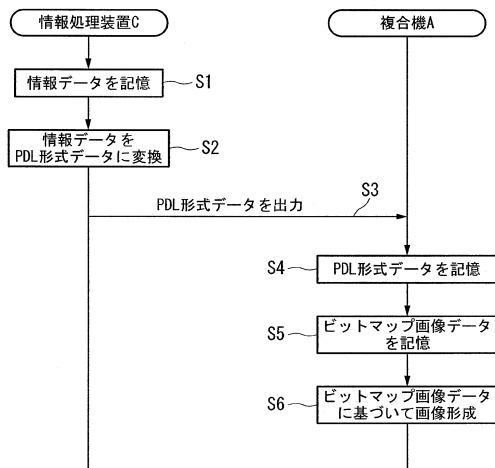 情報処理装置C
複合機A
情報データを記憶
S1
情報データを
PDL形式データに変換
S2
S3
PDL形式データを出力
S4
PDL形式データを記憶
S5
ビットマップ画像データ
を記憶
S6
ビットマップ画像データ
に基づいて画像形成